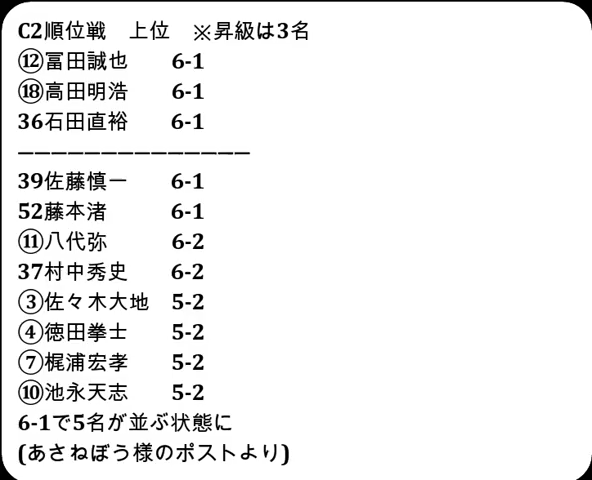 C2順位戦　上位　※昇級は3名
⑫冨田誠也　　6-1
⑱高田明浩　　6-1
36石田直裕　　6-1
ーーーーーーーーーーーーーー
39佐藤慎一　　6-1
52藤本渚　　　6-1
⑪八代弥　　　6-2
37村中秀史　　6-2
③佐々木大地　5-2
④徳田拳士　　5-2
⑦梶浦宏孝　　5-2
⑩池永天志　　5-2
6-1で5名が並ぶ状態に
(あさねぼう様のポストより)